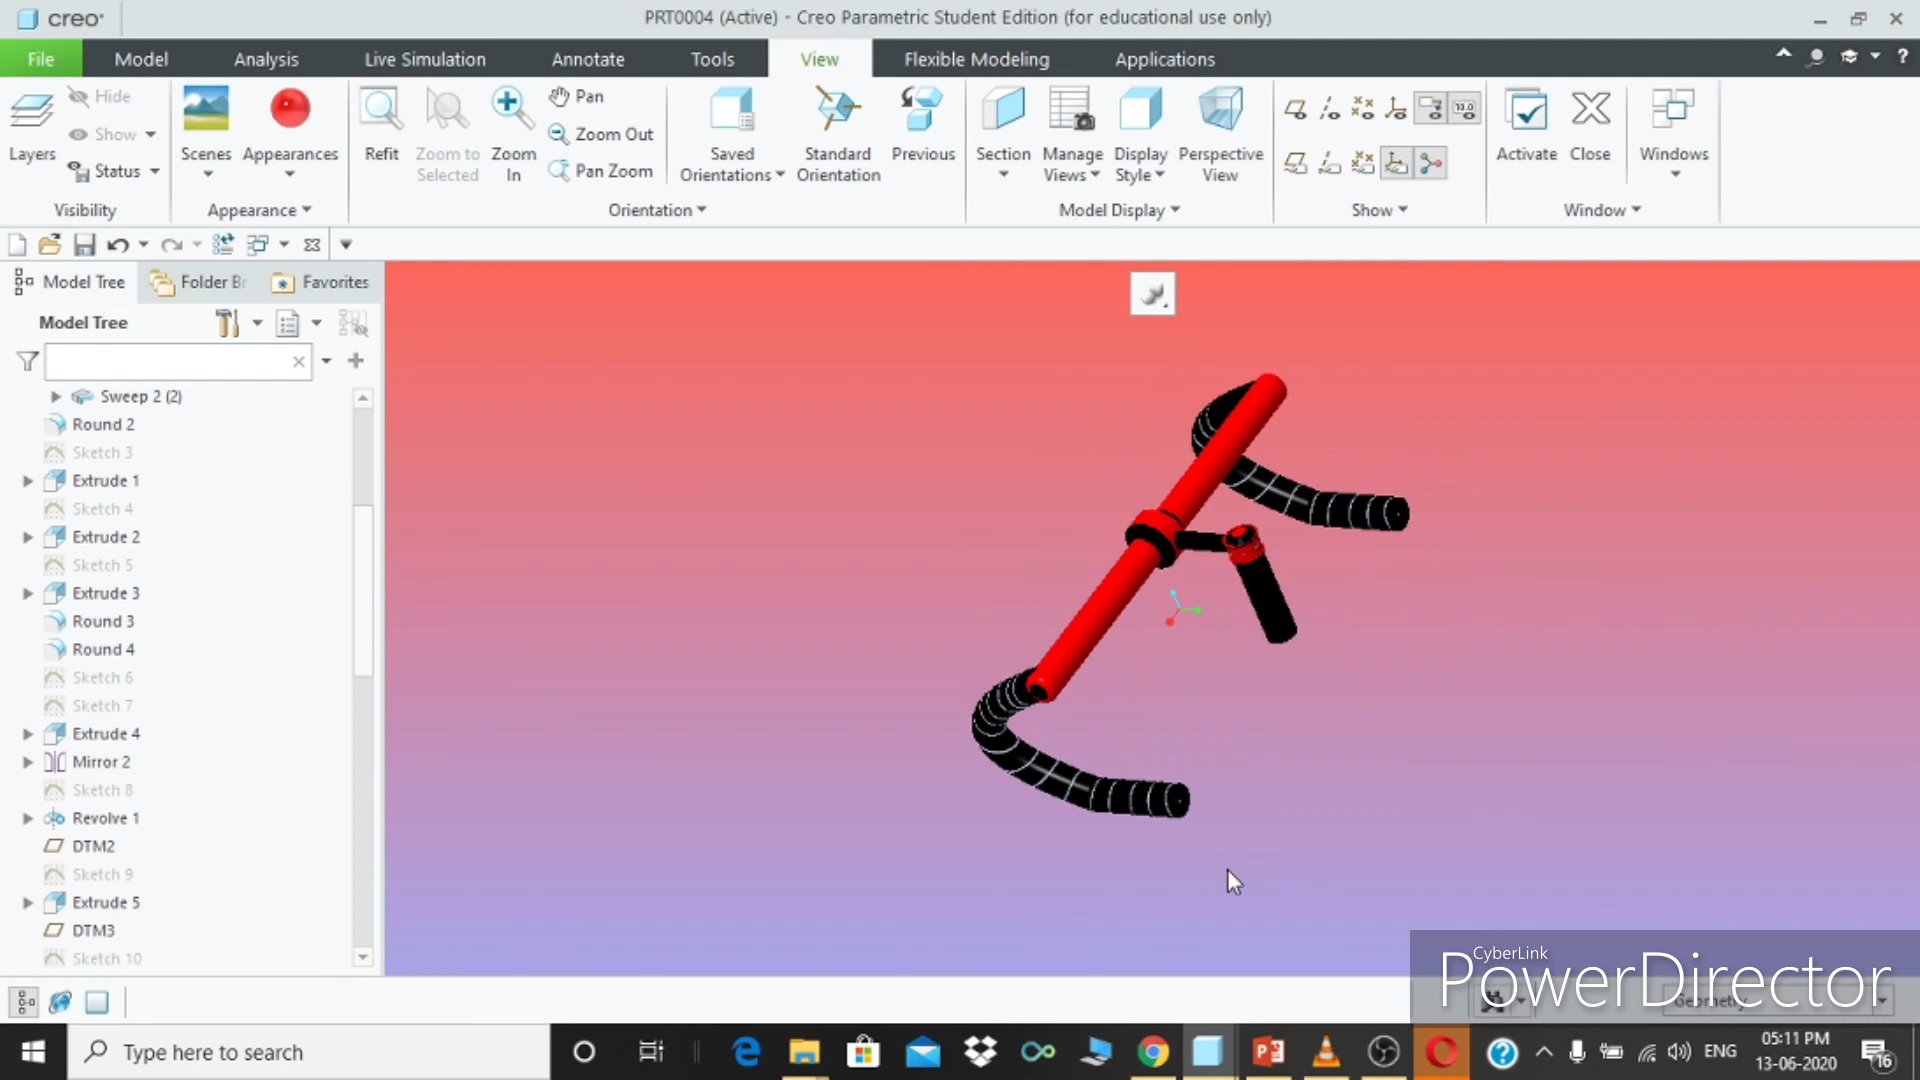 creo
PRT0004 (Active) - Creo Parametric Student Edition (for educational use only)
File Model Analysis Live Simulation Annotate Tools View Flexible Modeling Applications
Layers
Hide
Show
Status
Visibility
Scenes
Appearances
Appearance
Refit
Zoom to
Selected
Zoom
In
Pan
Zoom Out
Pan Zoom
Saved
Orientations
Standard
Orientation
Previous
Orientation
Section
Manage
Views
Display
Style
Perspective
View
Model Display
Show
Activate
Close
Windows
Window
Model Tree
Folder Br
Favorites
Model Tree
Sweep 2 (2)
Round 2
Sketch 3
Extrude 1
Sketch 4
Extrude 2
Sketch 5
Extrude 3
Round 3
Round 4
Sketch 6
Sketch 7
Extrude 4
Mirror 2
Sketch 8
Revolve 1
DTM2
Sketch 9
Extrude 5
DTM3
Sketch 10
CyberLink
PowerDirector
Geometry
Type here to search
ENG
05:11 PM
13-06-2020
16